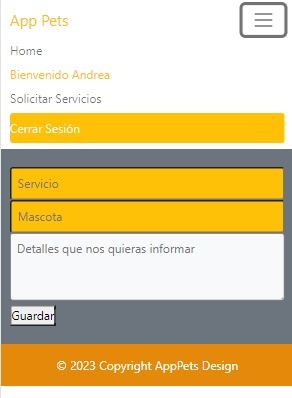 App Pets
Home
Bienvenido Andrea
Solicitar Servicios
Cerrar Sesión
Servicio
Mascota
Detalles que nos quieras informar
Guardar
© 2023 Copyright AppPets Design